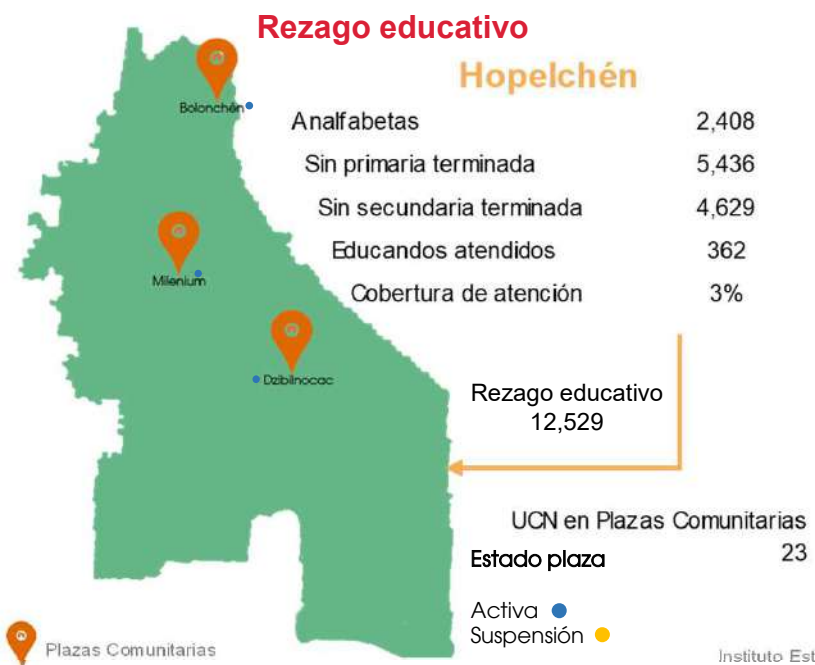 Rezago educativo
Hopelchén
Bolonchén
Analfabetas 2,408
Sin primaria terminada 5,436
Sin secundaria terminada 4,629
Educandos atendidos 362
Cobertura de atención 3%
Milenium
Dzibilnocac
Rezago educativo
12,529
UCN en Plazas Comunitarias
23
Estado plaza
Activa
Suspensión
Plazas Comunitarias
Instituto Est